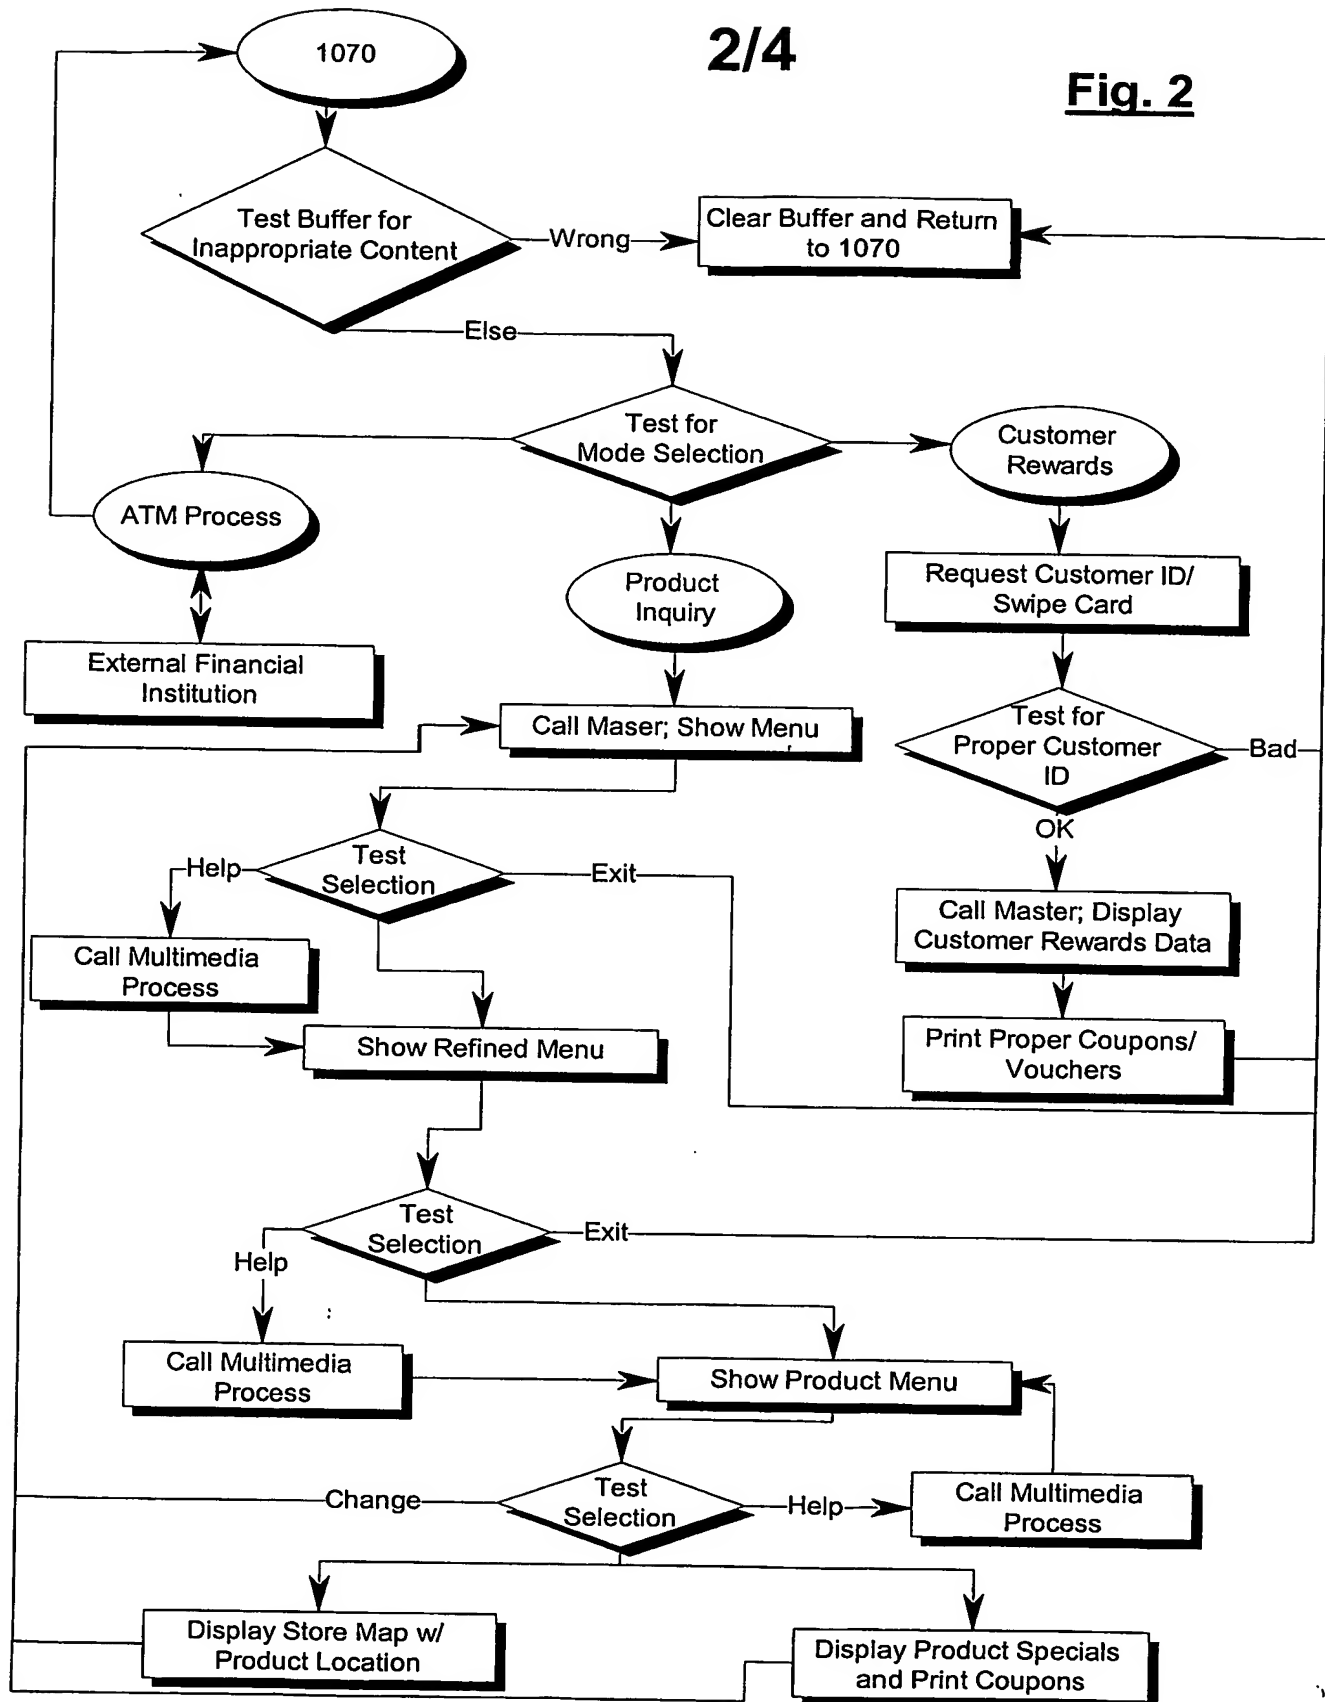 2/4
Fig. 2
1070
Test Buffer for
Inappropriate Content
Wrong
Clear Buffer and Return
to 1070
Else
Test for
Mode Selection
Customer
Rewards
ATM Process
Product
Inquiry
Request Customer ID/
Swipe Card
External Financial
Institution
Call Maser; Show Menu
Test for
Proper Customer
ID
Bad
OK
Test
Selection
Help
Exit
Call Master; Display
Customer Rewards Data
Call Multimedia
Process
Show Refined Menu
Print Proper Coupons/
Vouchers
Test
Selection
Exit
Help
Call Multimedia
Process
Show Product Menu
Change
Test
Selection
Help
Call Multimedia
Process
Display Store Map w/
Product Location
Display Product Specials
and Print Coupons